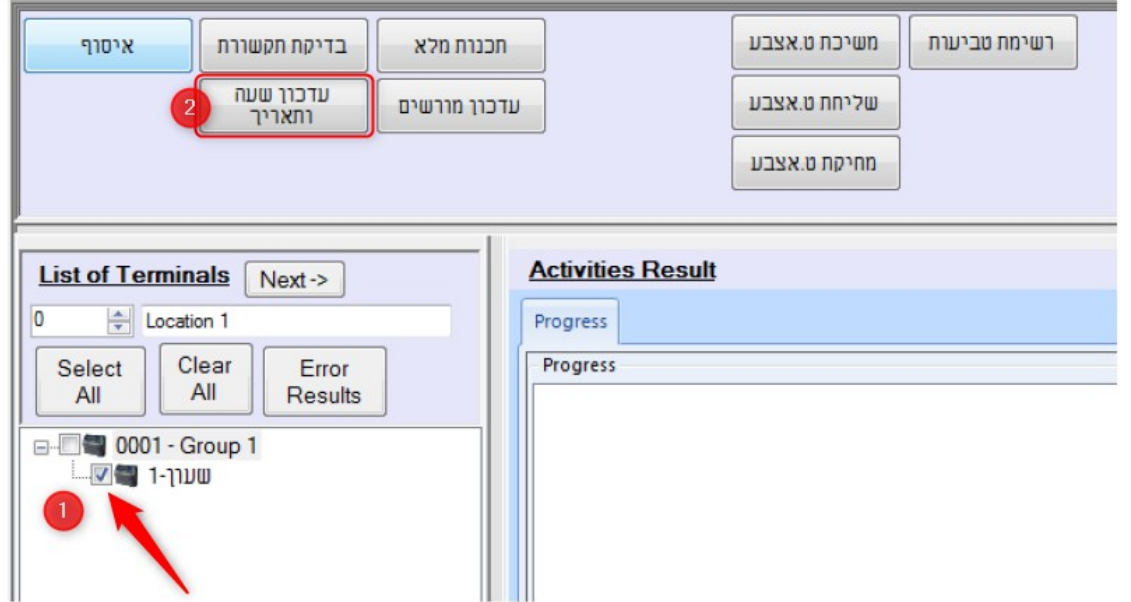 איסוף
בדיקת תקשורת
תכנות מלא
משיכת ט.אצבע
רשימת טביעות
2
עדכון שעה
ותאריך
עדכון מורשים
שליחת ט.אצבע
מחיקת ט.אצבע
List of Terminals
Next ->
0
Location 1
Select
All
Clear
All
Error
Results
0001 - Group 1
שעון-1
1
Activities Result
Progress
Progress